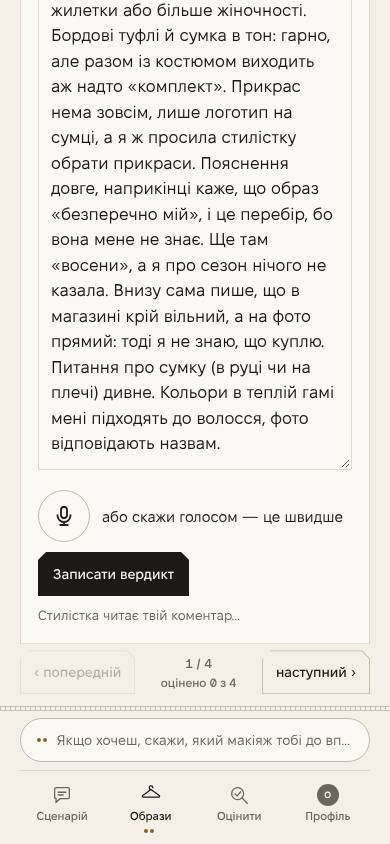 жилетки або більше жіночності.
Бордові туфлі й сумка в тон: гарно,
але разом із костюмом виходить
аж надто «комплект». Прикрас
нема зовсім, лише логотип на
сумці, а я ж просила стилістку
обрати прикраси. Пояснення
довге, наприкінці каже, що образ
«безперечно мій», і це перебір, бо
вона мене не знає. Ще там
«восени», а я про сезон нічого не
казала. Внизу сама пише, що в
магазині крій вільний, а на фото
прямий: тоді я не знаю, що куплю.
Питання про сумку (в руці чи на
плечі) дивне. Кольори в теплій гамі
мені підходять до волосся, фото
відповідають назвам.
або скажи голосом — це швидше
Записати вердикт
Стилістка читає твій коментар…
‹ попередній
1 / 4
оцінено 0 з 4
наступний ›
Якщо хочеш, скажи, який макіяж тобі до вп…
Сценарій
Образи
Оцінити
О
Профіль